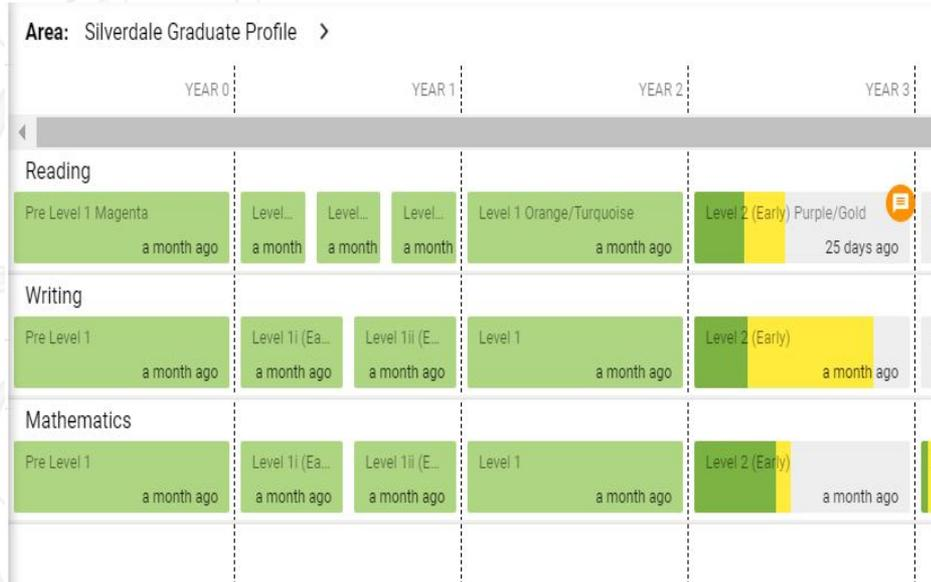 Area: Silverdale Graduate Profile
YEAR 0 YEAR 1 YEAR 2 YEAR 3
Reading
Pre Level 1 Magenta Level... Level... Level... Level 1 Orange/Turquoise Level 2 (Early) Purple/Gold
a month ago a month a month a month a month ago 25 days ago
Writing
Pre Level 1 Level 1i (Ea... Level 1ii (E... Level 1 Level 2 (Early)
a month ago a month ago a month ago a month ago a month ago
Mathematics
Pre Level 1 Level 1i (Ea... Level 1ii (E... Level 1 Level 2 (Early)
a month ago a month ago a month ago a month ago a month ago